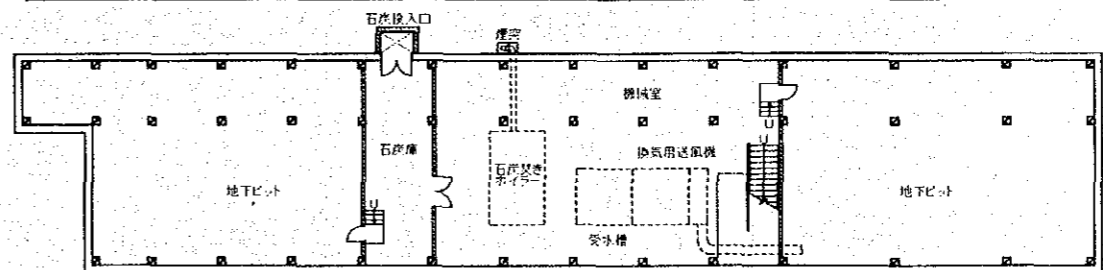 石炭投入口
煙突
機械室
石炭庫
石炭焚き
ボイラー
換気用送風機
地下ピット
地下ピット
U
U
U
受水槽